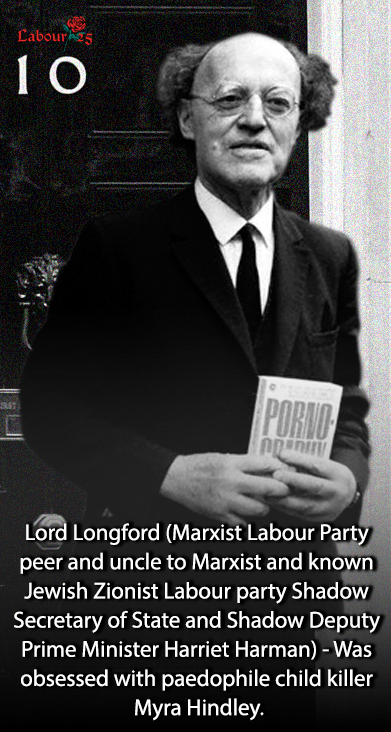 Labour 25
10
PORNO-
GRAPHY
Lord Longford (Marxist Labour Party
peer and uncle to Marxist and known
Jewish Zionist Labour party Shadow
Secretary of State and Shadow Deputy
Prime Minister Harriet Harman) - Was
obsessed with paedophile child killer
Myra Hindley.